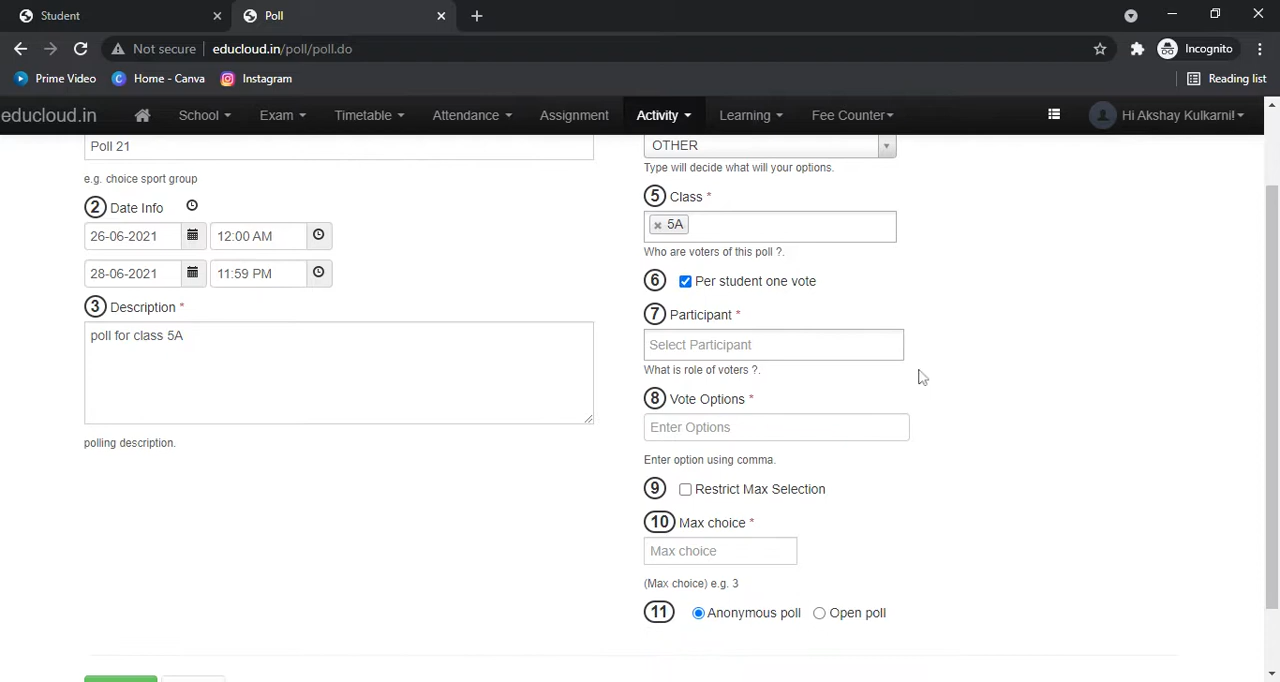 Student
Poll
Not secure
educloud.in/poll/poll.do
Incognito
Prime Video
Home - Canva
Instagram
Reading list
educloud.in
School
Exam
Timetable
Attendance
Assignment
Activity
Learning
Fee Counter
Hi Akshay Kulkarni!
Poll 21
e.g. choice sport group
2 Date Info
26-06-2021
12:00 AM
28-06-2021
11:59 PM
3 Description *
poll for class 5A
polling description.
OTHER
Type will decide what will your options.
5 Class *
× 5A
Who are voters of this poll ?.
6 Per student one vote
7 Participant *
Select Participant
What is role of voters ?.
8 Vote Options *
Enter Options
Enter option using comma.
9 Restrict Max Selection
10 Max choice *
Max choice
(Max choice) e.g. 3
11 Anonymous poll Open poll